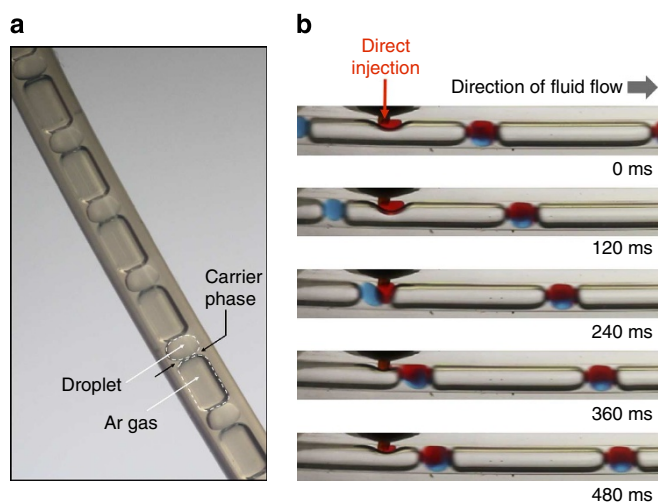 a
Carrier
phase
Droplet
Ar gas
b
Direct
injection
Direction of fluid flow
0 ms
120 ms
240 ms
360 ms
480 ms